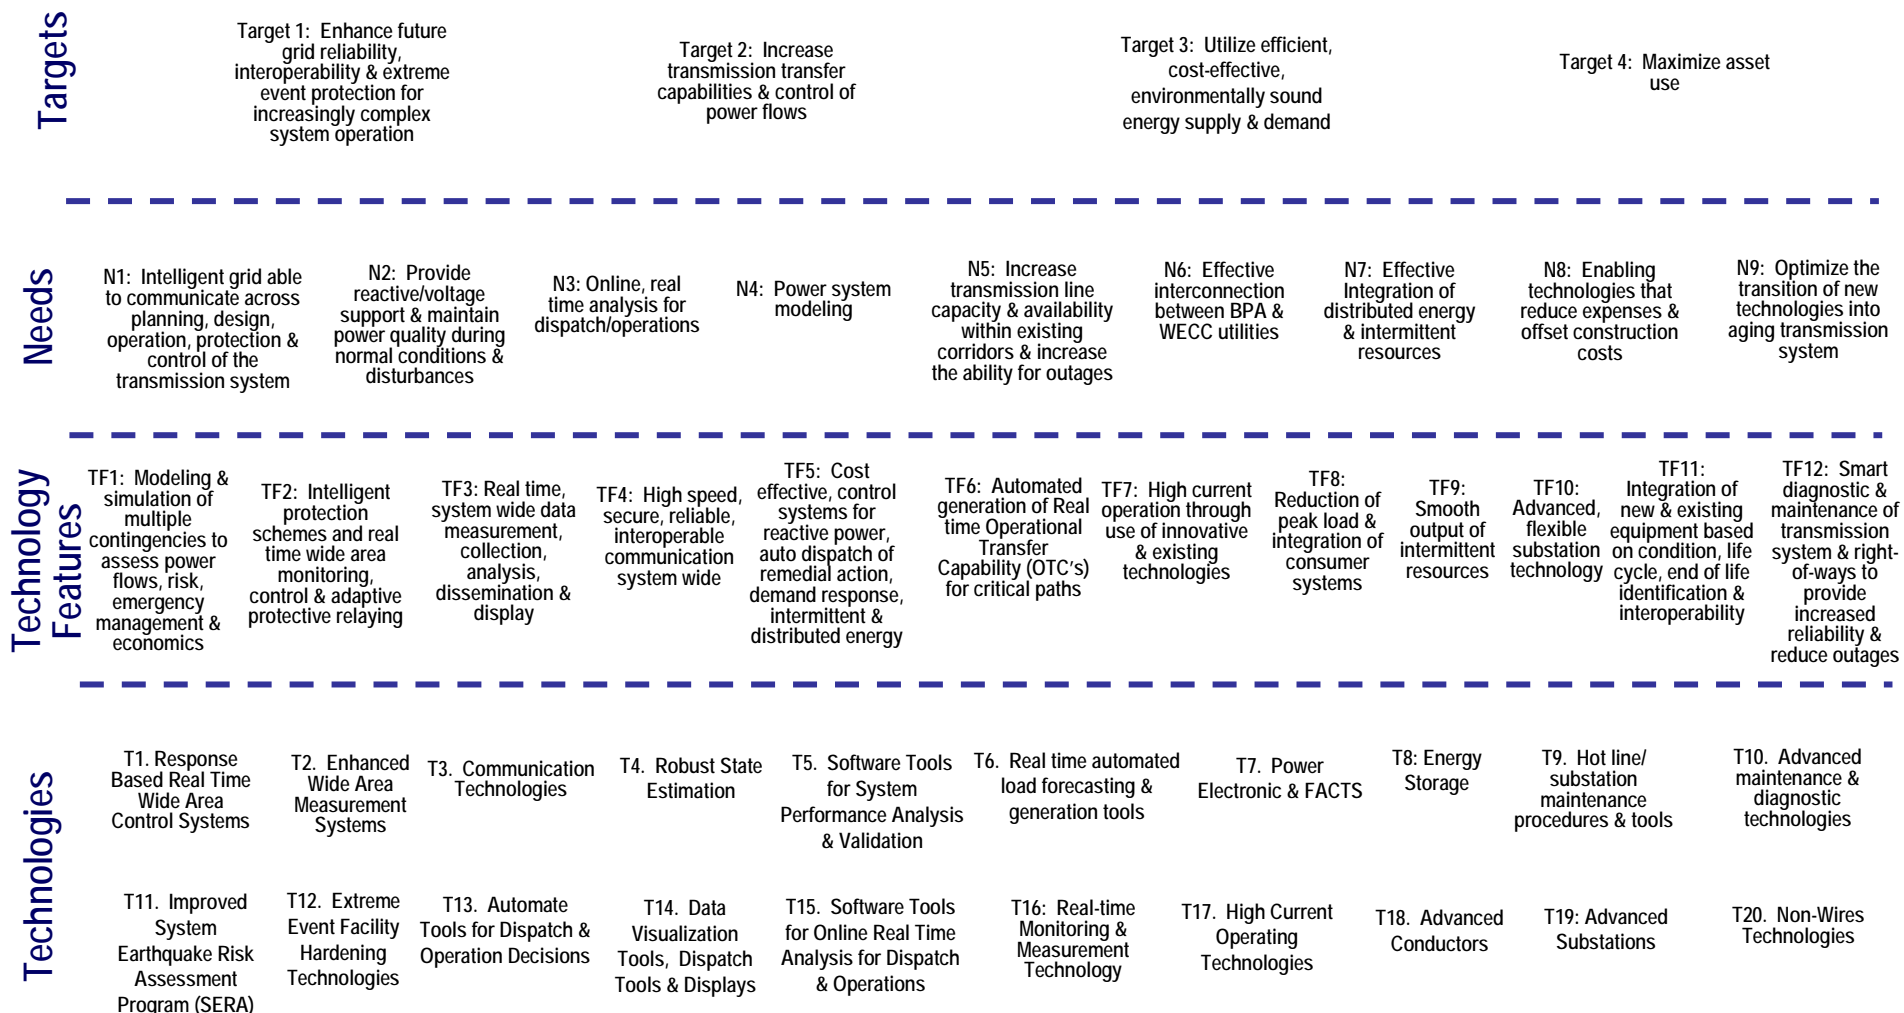 Targets
Target 1: Enhance future
grid reliability,
interoperability & extreme
event protection for
increasingly complex
system operation
Target 2: Increase
transmission transfer
capabilities & control of
power flows
Target 3: Utilize efficient,
cost-effective,
environmentally sound
energy supply & demand
Target 4: Maximize asset
use
Needs
N1: Intelligent grid able
to communicate across
planning, design,
operation, protection &
control of the
transmission system
N2: Provide
reactive/voltage
support & maintain
power quality during
normal conditions &
disturbances
N3: Online, real
time analysis for
dispatch/operations
N4: Power system
modeling
N5: Increase
transmission line
capacity & availability
within existing
corridors & increase
the ability for outages
N6: Effective
interconnection
between BPA &
WECC utilities
N7: Effective
Integration of
distributed energy
& intermittent
resources
N8: Enabling
technologies that
reduce expenses &
offset construction
costs
N9: Optimize the
transition of new
technologies into
aging transmission
system
Technology
Features
TF1: Modeling &
simulation of
multiple
contingencies to
assess power
flows, risk,
emergency
management &
economics
TF2: Intelligent
protection
schemes and real
time wide area
monitoring,
control & adaptive
protective relaying
TF3: Real time,
system wide data
measurement,
collection,
analysis,
dissemination &
display
TF4: High speed,
secure, reliable,
interoperable
communication
system wide
TF5: Cost
effective, control
systems for
reactive power,
auto dispatch of
remedial action,
demand response,
intermittent &
distributed energy
TF6: Automated
generation of Real
time Operational
Transfer
Capability (OTC's)
for critical paths
TF7: High current
operation through
use of innovative
& existing
technologies
TF8:
Reduction of
peak load &
integration of
consumer
systems
TF9:
Smooth
output of
intermittent
resources
TF10:
Advanced,
flexible
substation
technology
TF11:
Integration of
new & existing
equipment based
on condition, life
cycle, end of life
identification &
interoperability
TF12: Smart
diagnostic &
maintenance of
transmission
system & right-
of-ways to
provide
increased
reliability &
reduce outages
Technologies
T1. Response
Based Real Time
Wide Area
Control Systems
T2. Enhanced
Wide Area
Measurement
Systems
T3. Communication
Technologies
T4. Robust State
Estimation
T5. Software Tools
for System
Performance Analysis
& Validation
T6. Real time automated
load forecasting &
generation tools
T7. Power
Electronic & FACTS
T8: Energy
Storage
T9. Hot line/
substation
maintenance
procedures & tools
T10. Advanced
maintenance &
diagnostic
technologies
T11. Improved
System
Earthquake Risk
Assessment
Program (SERA)
T12. Extreme
Event Facility
Hardening
Technologies
T13. Automate
Tools for Dispatch &
Operation Decisions
T14. Data
Visualization
Tools, Dispatch
Tools & Displays
T15. Software Tools
for Online Real Time
Analysis for Dispatch
& Operations
T16: Real-time
Monitoring &
Measurement
Technology
T17. High Current
Operating
Technologies
T18. Advanced
Conductors
T19: Advanced
Substations
T20. Non-Wires
Technologies